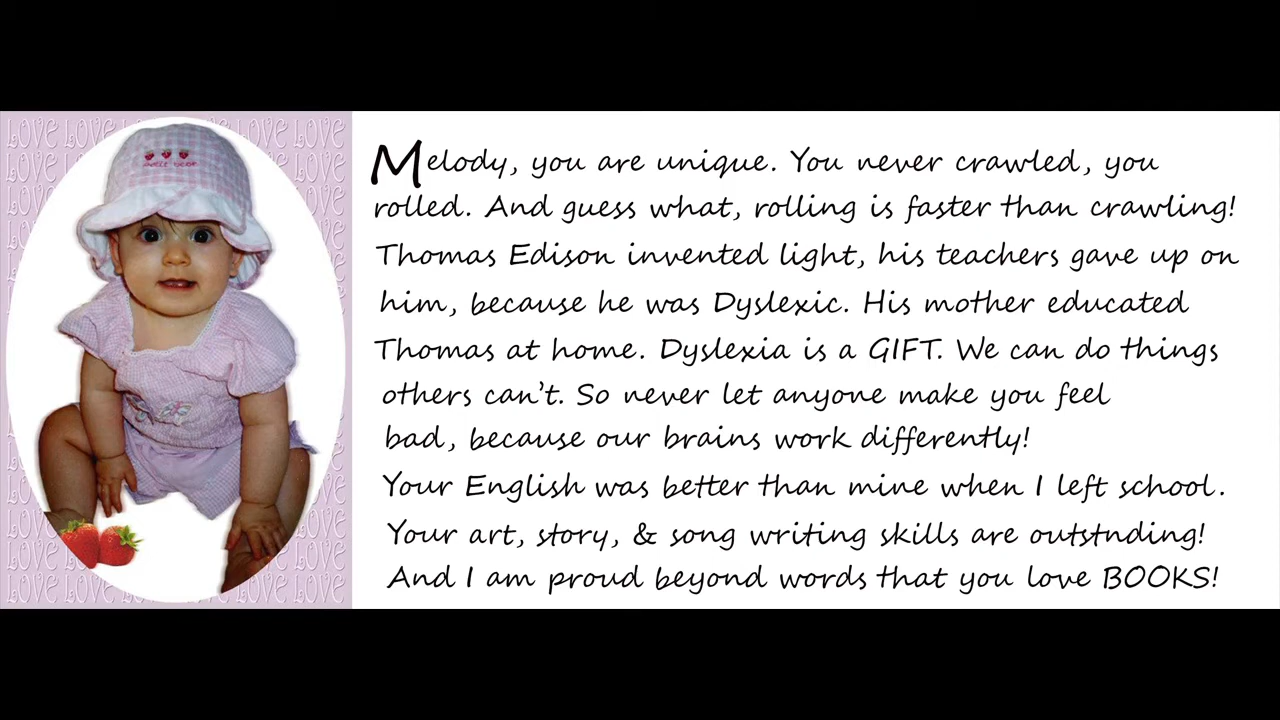 Melody, you are unique. You never crawled, you
rolled. And guess what, rolling is faster than crawling!
Thomas Edison invented light, his teachers gave up on
him, because he was Dyslexic. His mother educated
Thomas at home. Dyslexia is a GIFT. We can do things
others can't. So never let anyone make you feel
bad, because our brains work differently!
Your English was better than mine when I left school.
Your art, story, & song writing skills are outstnding!
And I am proud beyond words that you love BOOKS!
LOVE LOVE LOVE LOVE